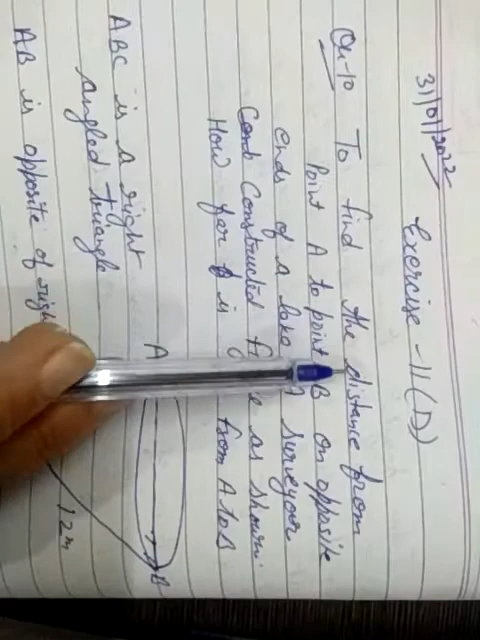 31/01/2022
Exercise - 11(D)
Qu-10 To find the distance from
point A to point B on opposite
ends of a lake surveyor
Constructed as shown.
How far is from A to B
ABC is a right
angled triangle
AB is opposite of
A
B
12m